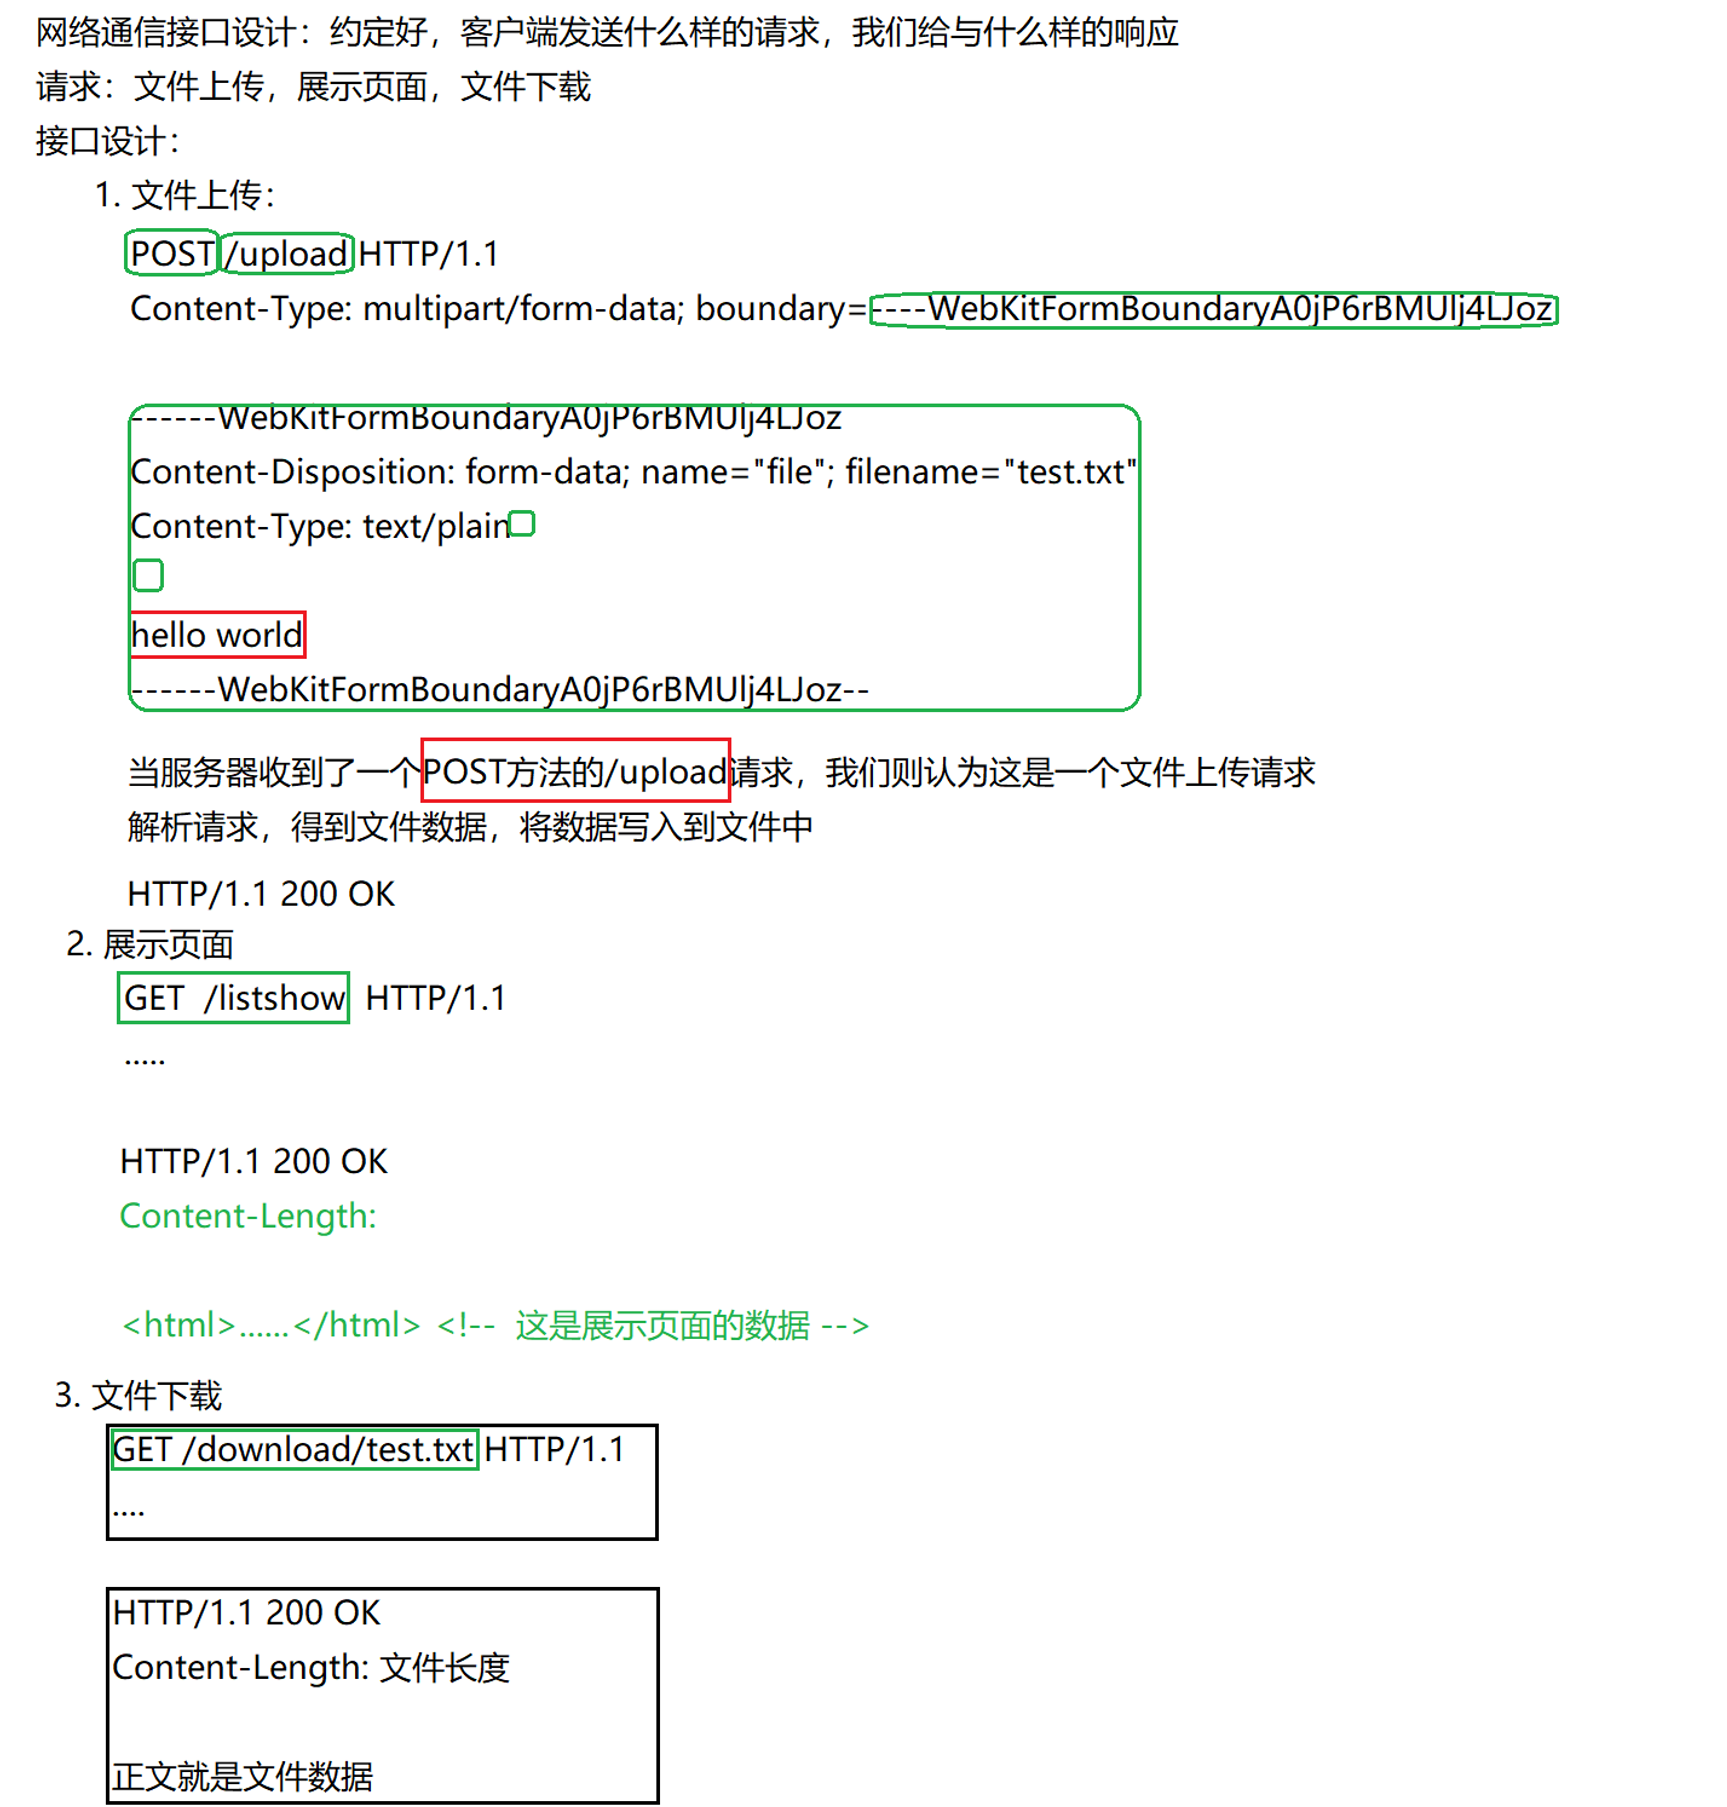 网络通信接口设计：约定好，客户端发送什么样的请求，我们给与什么样的响应
请求：文件上传，展示页面，文件下载
接口设计：
1. 文件上传：
POST /upload HTTP/1.1
Content-Type: multipart/form-data; boundary=----WebKitFormBoundaryA0jP6rBMUlj4LJoz
------WebKitFormBoundaryA0jP6rBMUlj4LJoz
Content-Disposition: form-data; name="file"; filename="test.txt"
Content-Type: text/plain
hello world
------WebKitFormBoundaryA0jP6rBMUlj4LJoz--
当服务器收到了一个POST方法的/upload请求，我们则认为这是一个文件上传请求
解析请求，得到文件数据，将数据写入到文件中
HTTP/1.1 200 OK
2. 展示页面
GET  /listshow  HTTP/1.1
.....
HTTP/1.1 200 OK
Content-Length:
<html>......</html> <!--  这是展示页面的数据 -->
3. 文件下载
GET /download/test.txt HTTP/1.1
....
HTTP/1.1 200 OK
Content-Length: 文件长度
正文就是文件数据